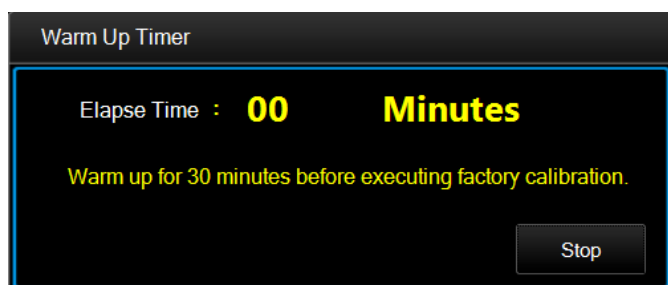 Warm Up Timer
Elapse Time : 00 Minutes
Warm up for 30 minutes before executing factory calibration.
Stop